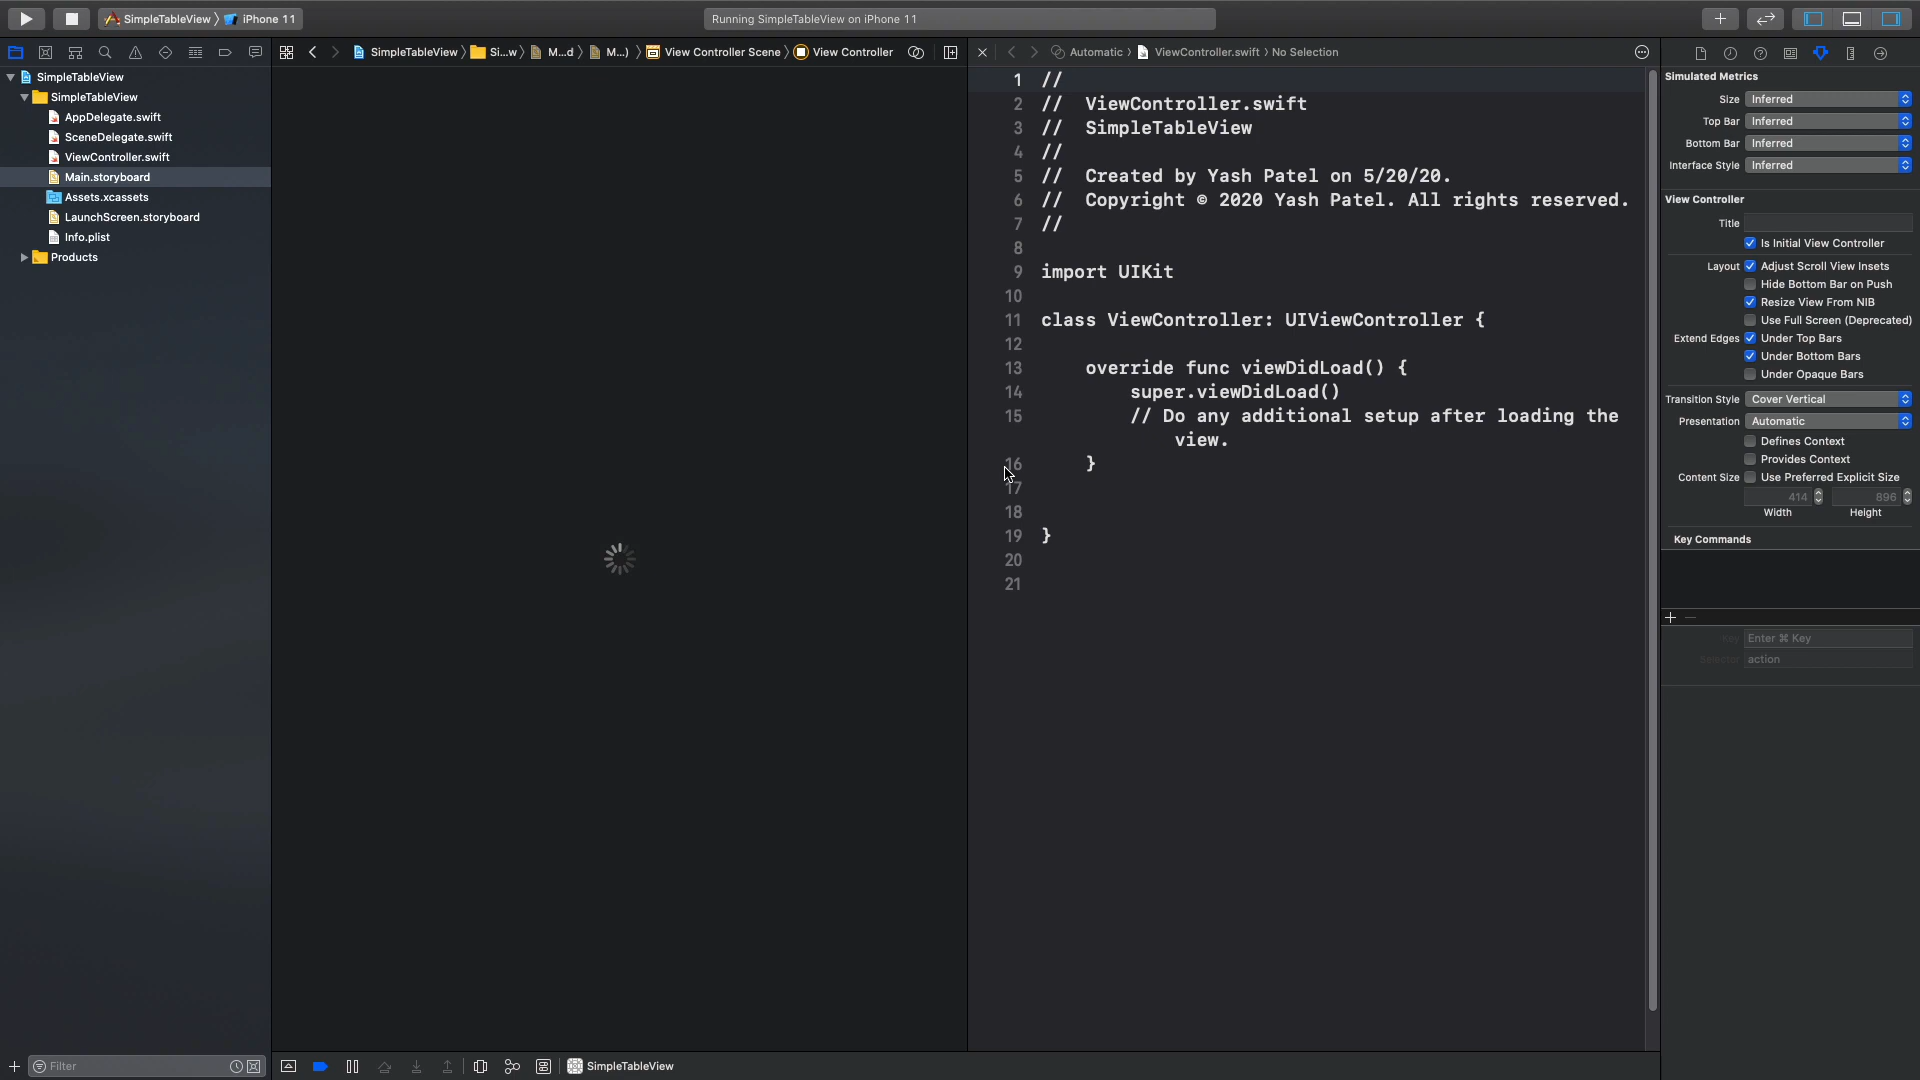 SimpleTableView 〉 iPhone 11
Running SimpleTableView on iPhone 11
SimpleTableView 〉 Si...w 〉 M...d 〉 M...) 〉 View Controller Scene 〉 View Controller
Automatic 〉 ViewController.swift 〉 No Selection
SimpleTableView
SimpleTableView
AppDelegate.swift
SceneDelegate.swift
ViewController.swift
Main.storyboard
Assets.xcassets
LaunchScreen.storyboard
Info.plist
Products
Filter
1 //
2 //  ViewController.swift
3 //  SimpleTableView
4 //
5 //  Created by Yash Patel on 5/20/20.
6 //  Copyright © 2020 Yash Patel. All rights reserved.
7 //
8
9 import UIKit
10
11 class ViewController: UIViewController {
12
13     override func viewDidLoad() {
14         super.viewDidLoad()
15         // Do any additional setup after loading the
view.
16     }
17
18
19 }
20
21
SimpleTableView
Simulated Metrics
Size Inferred
Top Bar Inferred
Bottom Bar Inferred
Interface Style Inferred
View Controller
Title
Is Initial View Controller
Layout Adjust Scroll View Insets
Hide Bottom Bar on Push
Resize View From NIB
Use Full Screen (Deprecated)
Extend Edges Under Top Bars
Under Bottom Bars
Under Opaque Bars
Transition Style Cover Vertical
Presentation Automatic
Defines Context
Provides Context
Content Size Use Preferred Explicit Size
414 896
Width Height
Key Commands
Key Enter ⌘ Key
Selector action